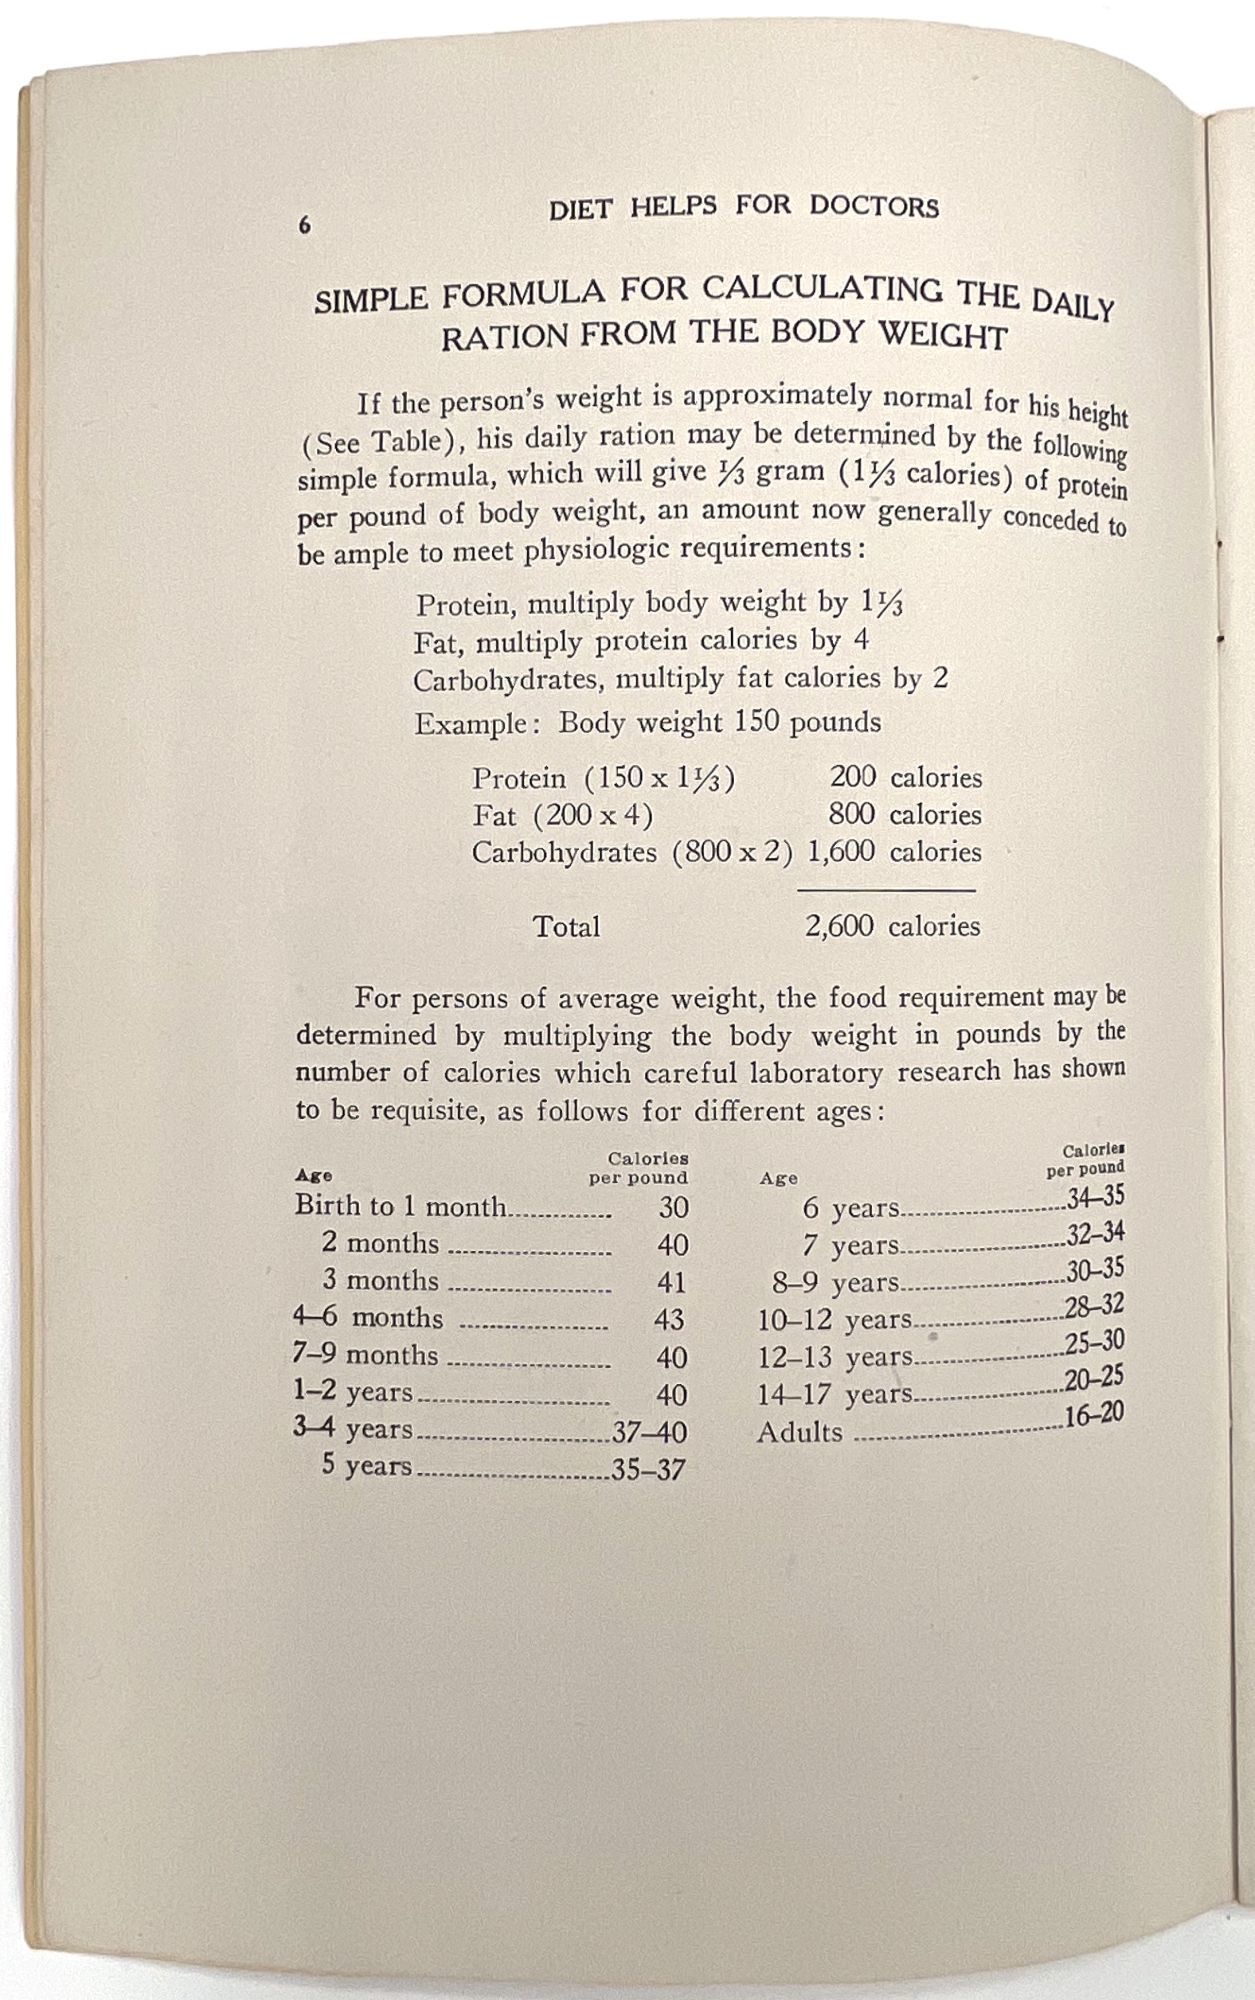 6
DIET HELPS FOR DOCTORS
SIMPLE FORMULA FOR CALCULATING THE DAILY
RATION FROM THE BODY WEIGHT
If the person's weight is approximately normal for his height
(See Table), his daily ration may be determined by the following
simple formula, which will give 1/3 gram (1 1/3 calories) of protein
per pound of body weight, an amount now generally conceded to
be ample to meet physiologic requirements:
Protein, multiply body weight by 1 1/3
Fat, multiply protein calories by 4
Carbohydrates, multiply fat calories by 2
Example: Body weight 150 pounds
Protein (150 x 1 1/3) 200 calories
Fat (200 x 4) 800 calories
Carbohydrates (800 x 2) 1,600 calories
Total 2,600 calories
For persons of average weight, the food requirement may be
determined by multiplying the body weight in pounds by the
number of calories which careful laboratory research has shown
to be requisite, as follows for different ages:
Age Calories per pound
Birth to 1 month 30
2 months 40
3 months 41
4–6 months 43
7–9 months 40
1–2 years 40
3–4 years 37–40
5 years 35–37
Age Calories per pound
6 years 34–35
7 years 32–34
8–9 years 30–35
10–12 years 28–32
12–13 years 25–30
14–17 years 20–25
Adults 16–20